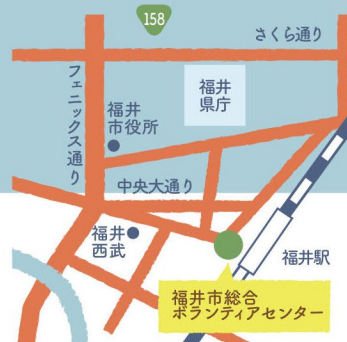 158
さくら通り
フェニックス通り
福井
県庁
福井
市役所
中央大通り
福井
西武
福井駅
福井市総合
ボランティアセンター